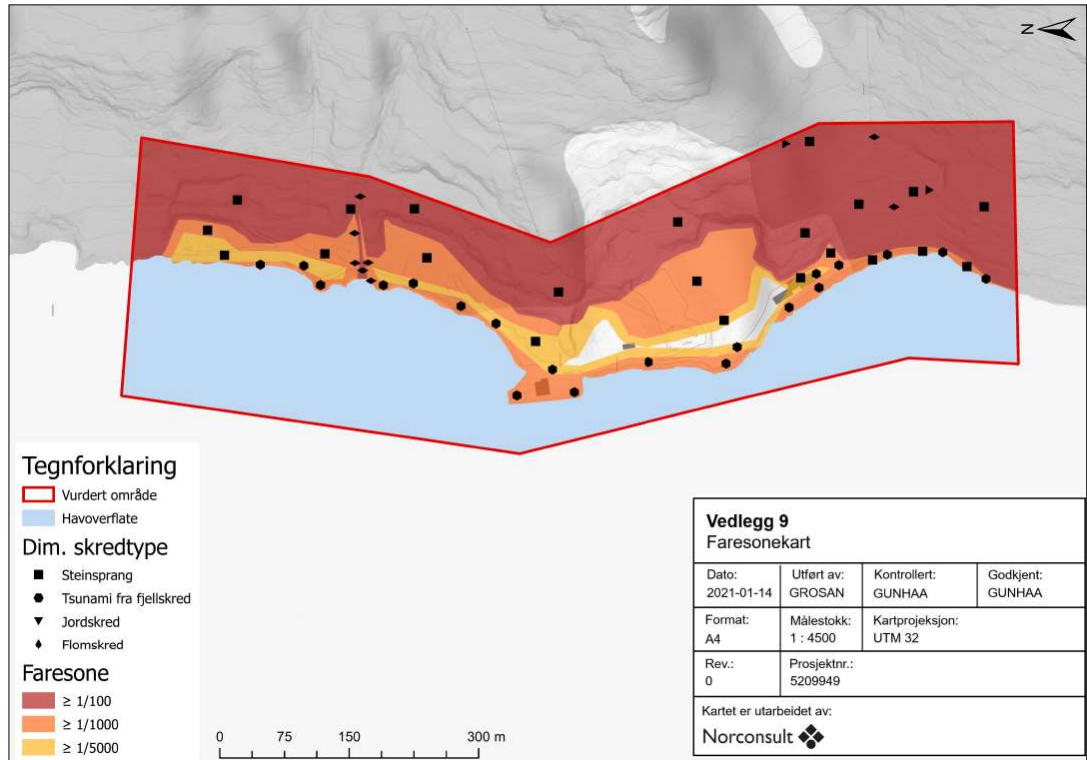 N
Tegnforklaring
Vurdert område
Havoverflate
Dim. skredtype
Steinsprang
Tsunami fra fjellskred
Jordskred
Flomskred
Faresone
≥ 1/100
≥ 1/1000
≥ 1/5000
0 75 150 300 m
Vedlegg 9
Faresonekart
Dato: Utført av: Kontrollert: Godkjent:
2021-01-14 GROSAN GUNHAA GUNHAA
Format: Målestokk: Kartprojeksjon:
A4 1 : 4500 UTM 32
Rev.: Prosjektnr.:
0 5209949
Kartet er utarbeidet av:
Norconsult